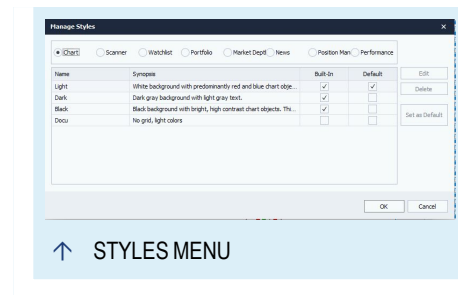 Manage Styles
Chart Scanner Watchlist Portfolio Market Depth News Position Man Performance
Name Synopsis Built-In Default Edit
Light White background with predominantly red and blue chart obje... Delete
Dark Dark gray background with light gray text.
Black Black background with bright, high contrast chart objects. Thi... Set as Default
Docu No grid, light colors
OK Cancel
STYLES MENU